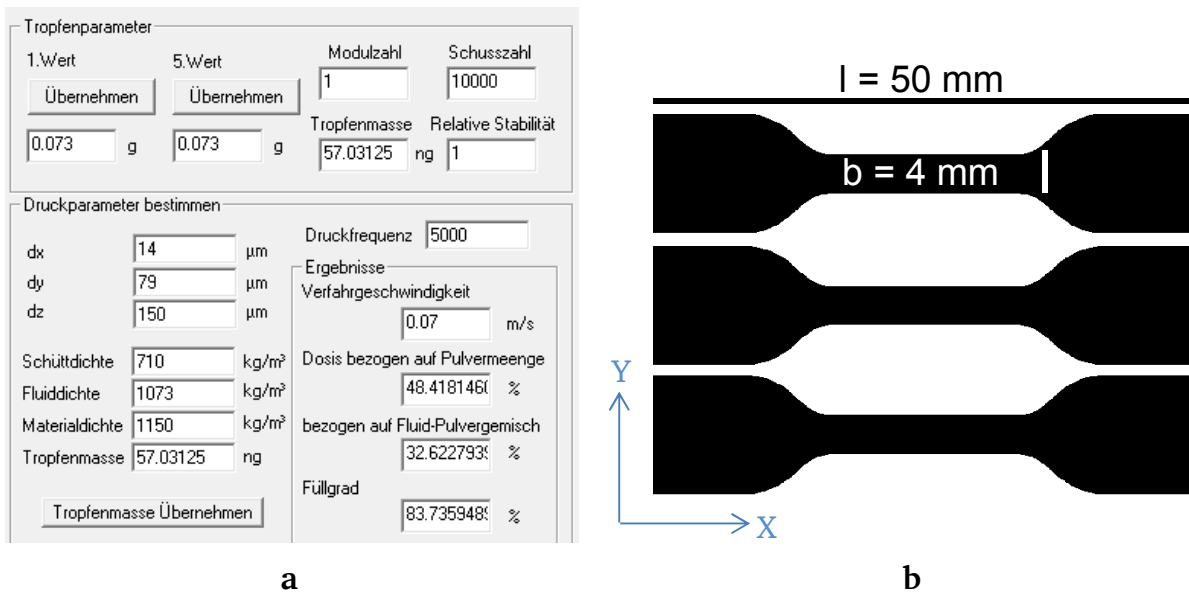 Tropfenparameter
1.Wert 5.Wert Modulzahl Schusszahl
Übernehmen Übernehmen 1 10000
Tropfenmasse Relative Stabilität
0.073 g 0.073 g 57.03125 ng 1
Druckparameter bestimmen
Druckfrequenz 5000
dx 14 µm
dy 79 µm
dz 150 µm
Schüttdichte 710 kg/m³
Fluiddichte 1073 kg/m³
Materialdichte 1150 kg/m³
Tropfenmasse 57.03125 ng
Tropfenmasse Übernehmen
Ergebnisse
Verfahrgeschwindigkeit
0.07 m/s
Dosis bezogen auf Pulvermeenge
48.4181460 %
bezogen auf Fluid-Pulvergemisch
32.622793 %
Füllgrad
83.735948 %
a
l = 50 mm
b = 4 mm
Y
X
b